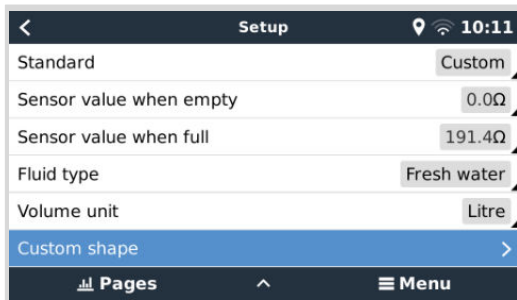 Setup 10:11
Standard Custom
Sensor value when empty 0.0Ω
Sensor value when full 191.4Ω
Fluid type Fresh water
Volume unit Litre
Custom shape
Pages Menu